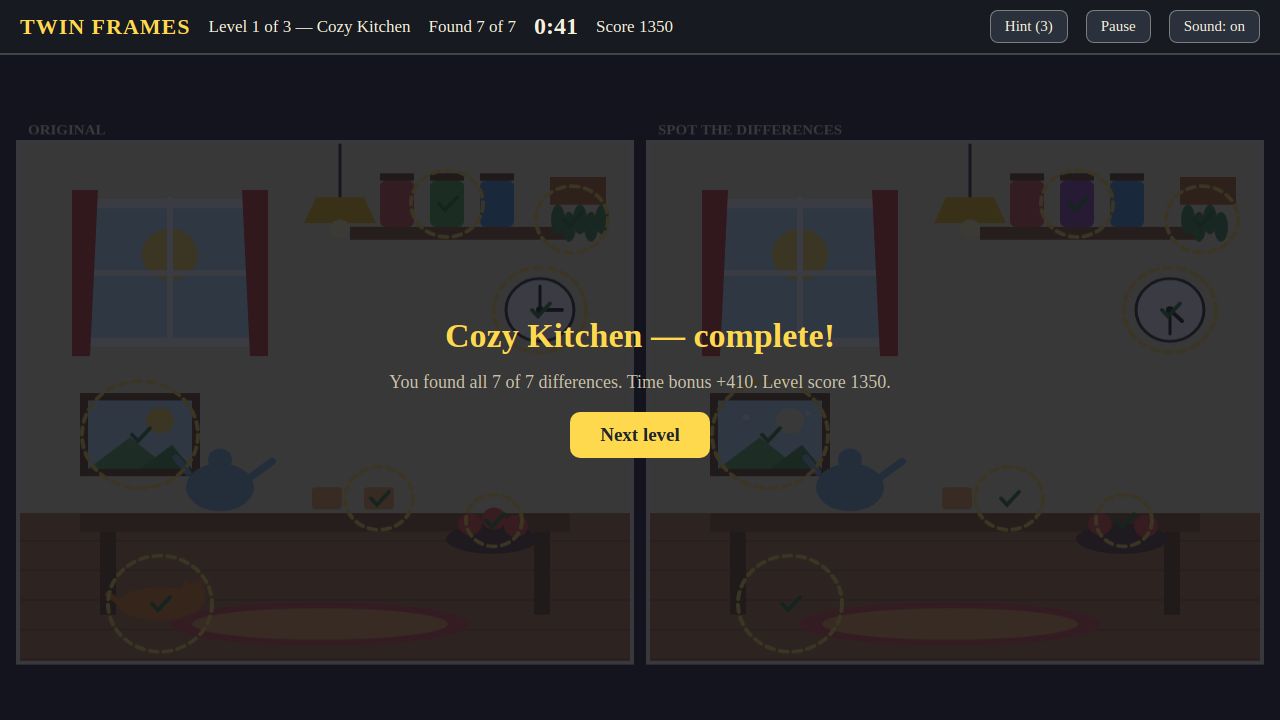 TWIN FRAMES Level 1 of 3 — Cozy Kitchen Found 7 of 7 0:41 Score 1350 Hint (3) Pause Sound: on
ORIGINAL SPOT THE DIFFERENCES
Cozy Kitchen — complete!
You found all 7 of 7 differences. Time bonus +410. Level score 1350.
Next level